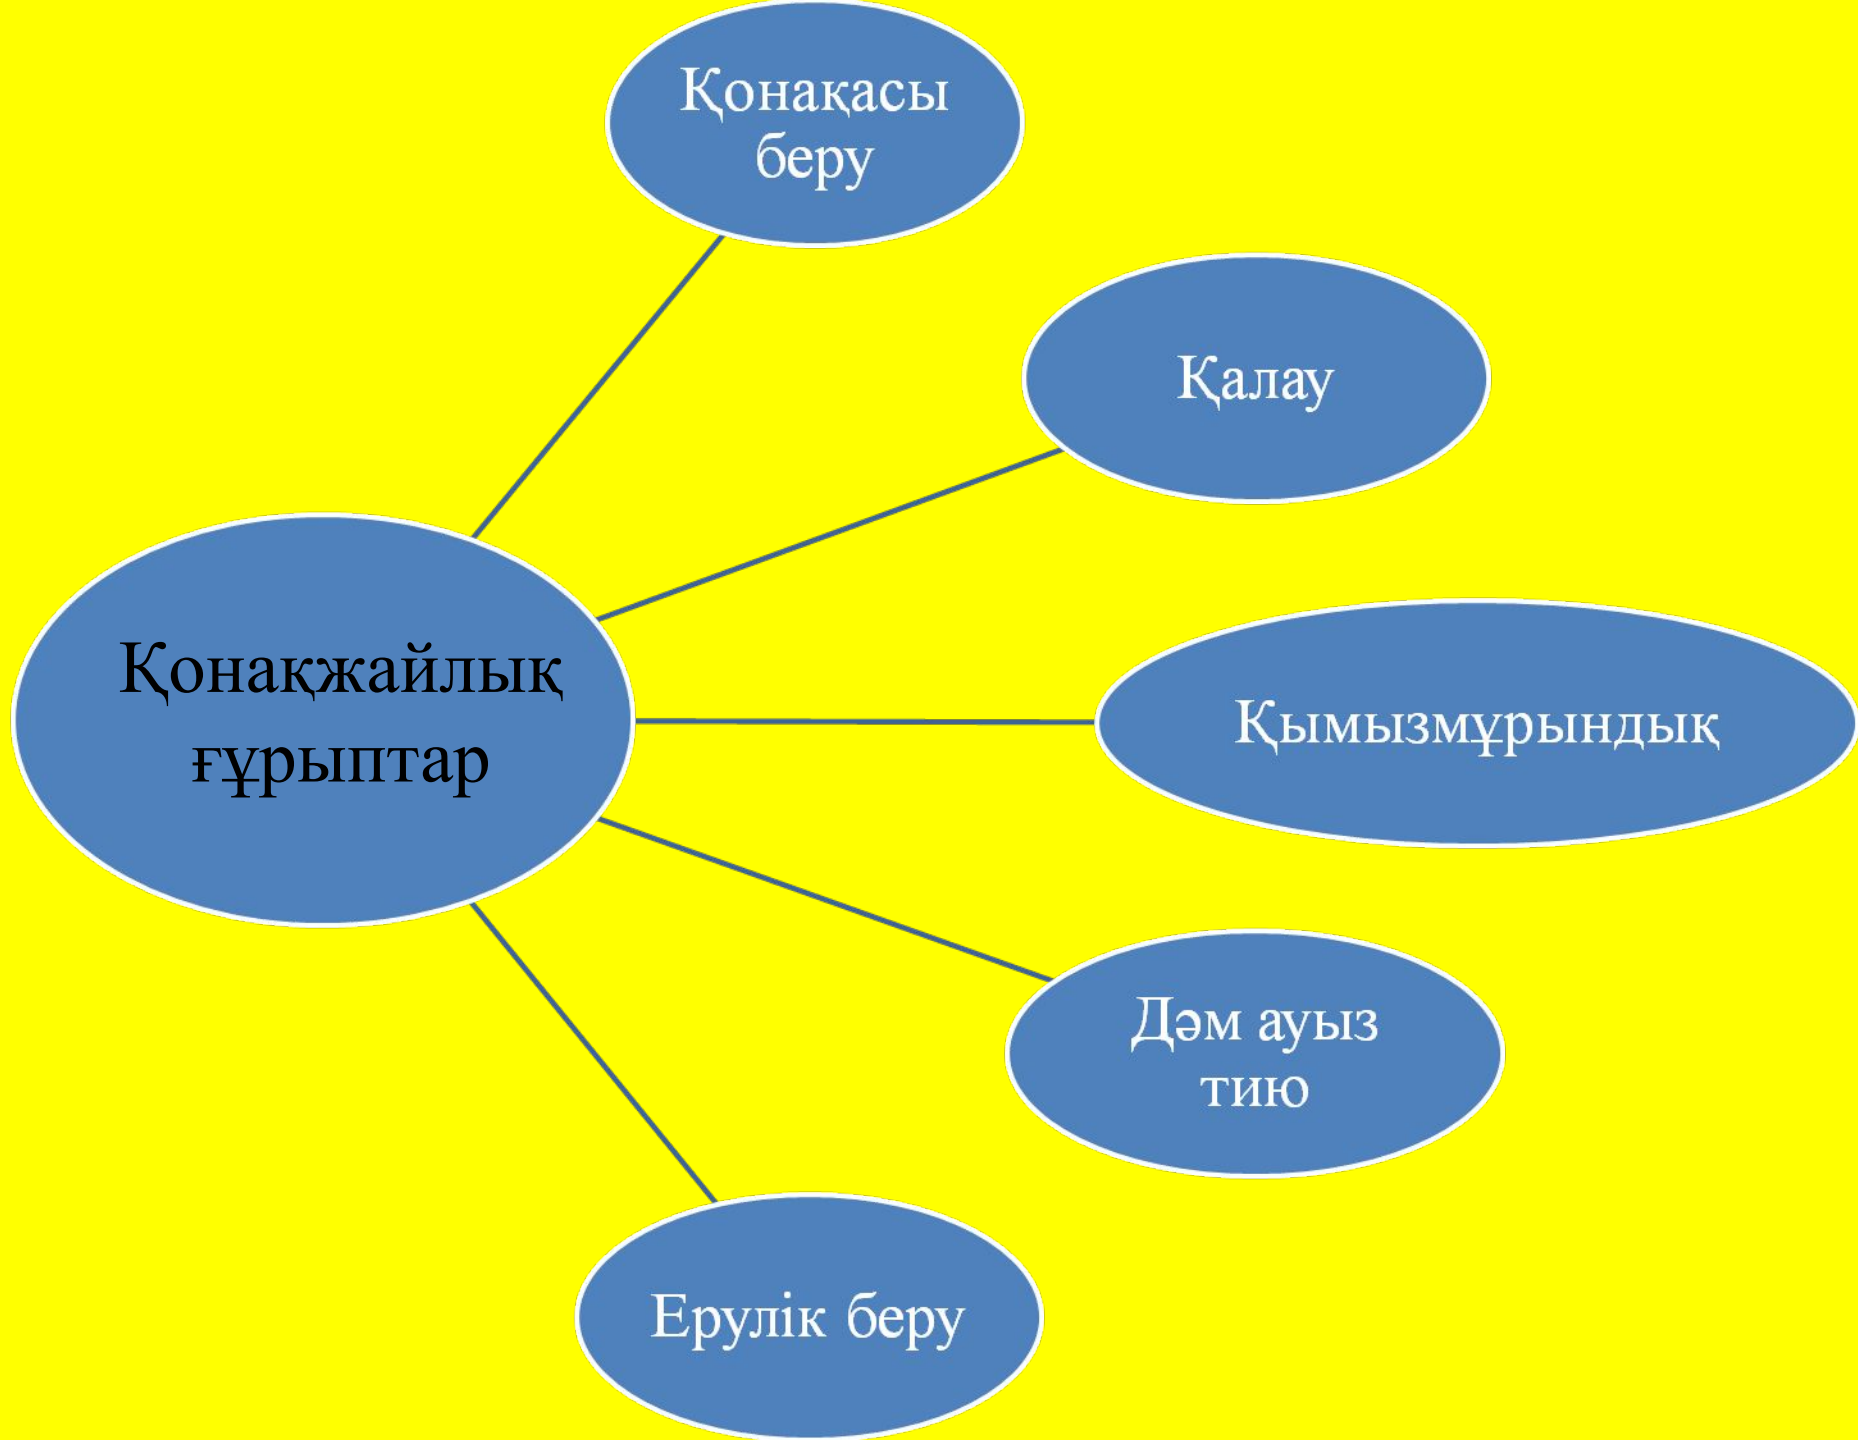 Қонақасы
беру
Қалау
Қонақжайлық
ғұрыптар
Қымызмұрындық
Дәм ауыз
тию
Ерулік беру